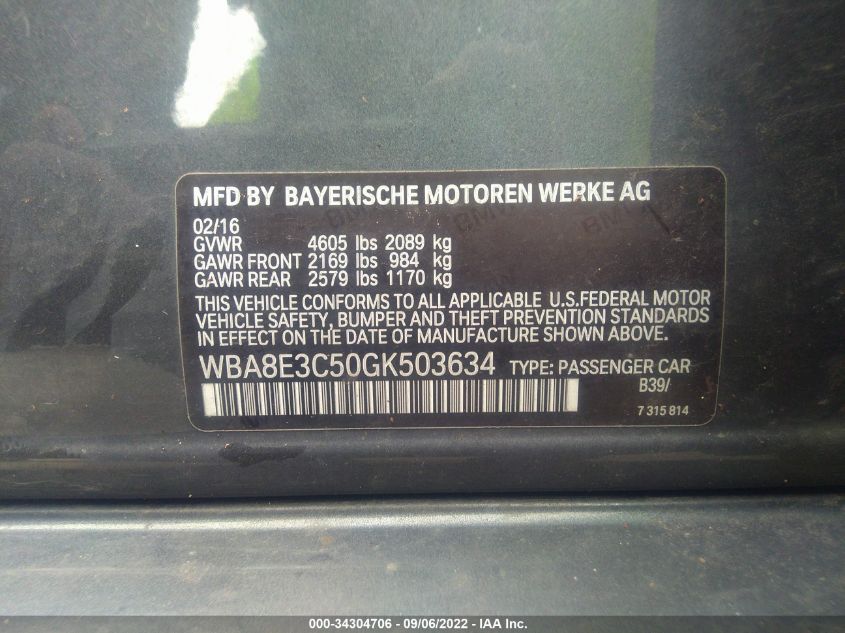 MFD BY BAYERISCHE MOTOREN WERKE AG
02/16
GVWR 4605 lbs 2089 kg
GAWR FRONT 2169 lbs 984 kg
GAWR REAR 2579 lbs 1170 kg
THIS VEHICLE CONFORMS TO ALL APPLICABLE U.S.FEDERAL MOTOR
VEHICLE SAFETY, BUMPER AND THEFT PREVENTION STANDARDS
IN EFFECT ON THE DATE OF MANUFACTURE SHOWN ABOVE.
WBA8E3C50GK503634 TYPE: PASSENGER CAR
B39/
7 315 814
000-34304706 - 09/06/2022 - IAA Inc.